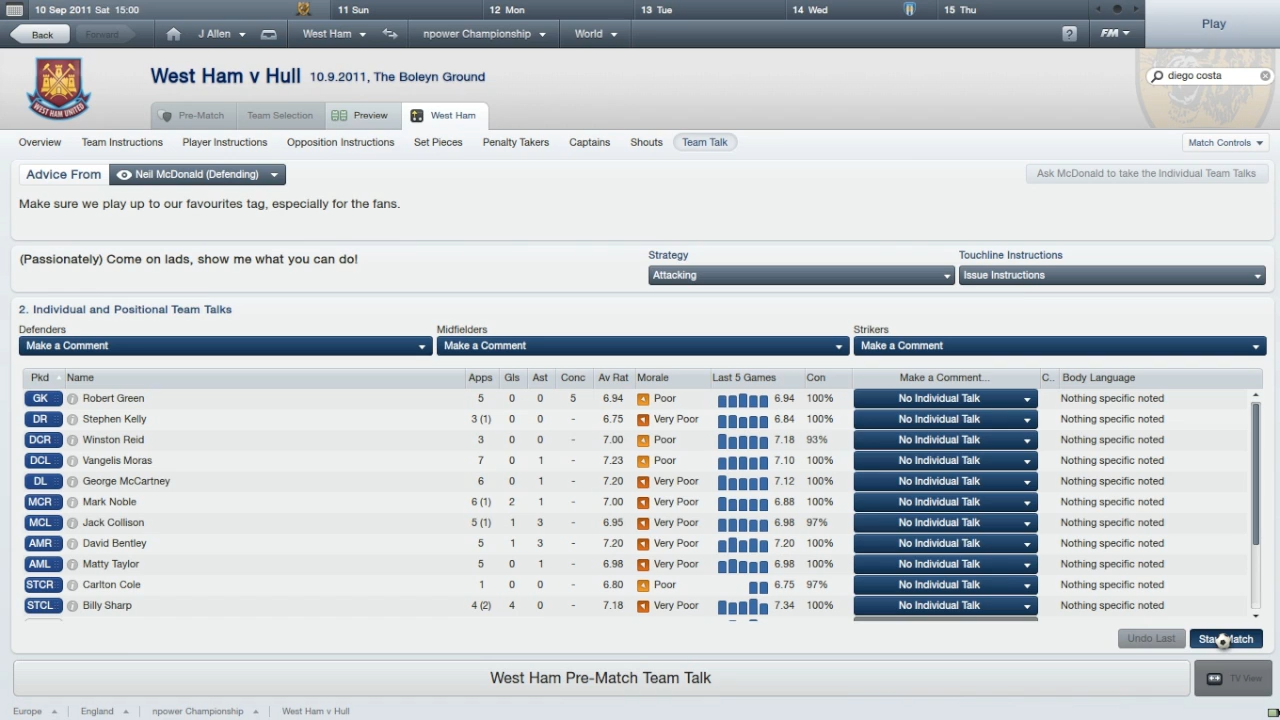 10 Sep 2011 Sat 15:00 11 Sun 12 Mon 13 Tue 14 Wed 15 Thu
Play
Back Forward J Allen West Ham npower Championship World ? FM
West Ham v Hull 10.9.2011, The Boleyn Ground
diego costa
WEST HAM UNITED
Pre-Match Team Selection Preview West Ham
Overview Team Instructions Player Instructions Opposition Instructions Set Pieces Penalty Takers Captains Shouts Team Talk Match Controls
Advice From Neil McDonald (Defending) Ask McDonald to take the Individual Team Talks
Make sure we play up to our favourites tag, especially for the fans.
(Passionately) Come on lads, show me what you can do!
Strategy Touchline Instructions
Attacking Issue Instructions
2. Individual and Positional Team Talks
Defenders Midfielders Strikers
Make a Comment Make a Comment Make a Comment
Pkd Name Apps Gls Ast Conc Av Rat Morale Last 5 Games Con Make a Comment... C.. Body Language
GK Robert Green 5 0 0 5 6.94 Poor 6.94 100% No Individual Talk Nothing specific noted
DR Stephen Kelly 3 (1) 0 0 - 6.75 Very Poor 6.84 100% No Individual Talk Nothing specific noted
DCR Winston Reid 3 0 0 - 7.00 Poor 7.18 93% No Individual Talk Nothing specific noted
DCL Vangelis Moras 7 0 1 - 7.23 Poor 7.10 100% No Individual Talk Nothing specific noted
DL George McCartney 6 0 1 - 7.20 Very Poor 7.12 100% No Individual Talk Nothing specific noted
MCR Mark Noble 6 (1) 2 1 - 7.00 Very Poor 6.88 100% No Individual Talk Nothing specific noted
MCL Jack Collison 5 (1) 1 3 - 6.95 Very Poor 6.98 97% No Individual Talk Nothing specific noted
AMR David Bentley 5 1 3 - 7.20 Very Poor 7.20 100% No Individual Talk Nothing specific noted
AML Matty Taylor 5 0 1 - 6.98 Very Poor 6.98 100% No Individual Talk Nothing specific noted
STCR Carlton Cole 1 0 0 - 6.80 Poor 6.75 97% No Individual Talk Nothing specific noted
STCL Billy Sharp 4 (2) 4 0 - 7.18 Very Poor 7.34 100% No Individual Talk Nothing specific noted
Undo Last Start Match
West Ham Pre-Match Team Talk TV View
Europe England npower Championship West Ham v Hull